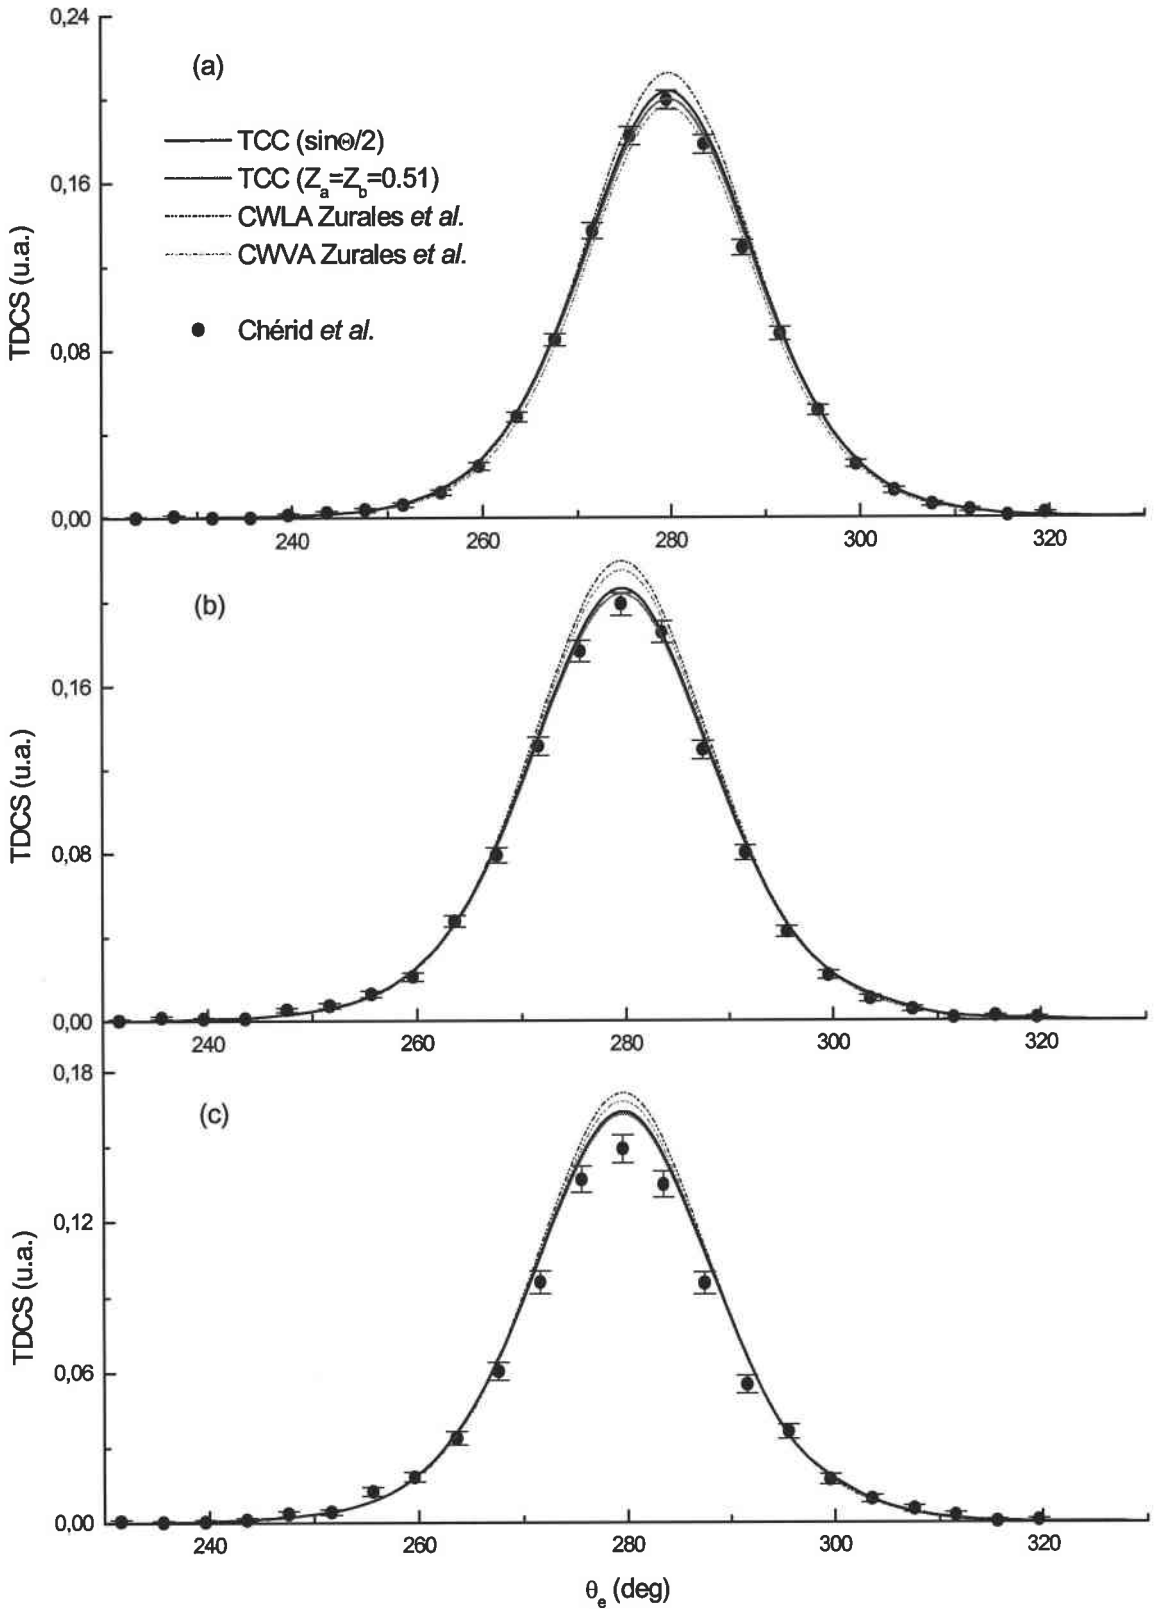 0,24
(a)
TCC (sinΘ/2)
TCC (Za=Zb=0.51)
CWLA Zurales et al.
CWVA Zurales et al.
Chérid et al.
0,16
0,08
0,00
TDCS (u.a.)
240 260 280 300 320
(b)
0,16
0,08
0,00
TDCS (u.a.)
240 260 280 300 320
0,18
(c)
0,12
0,06
0,00
TDCS (u.a.)
240 260 280 300 320
θe (deg)